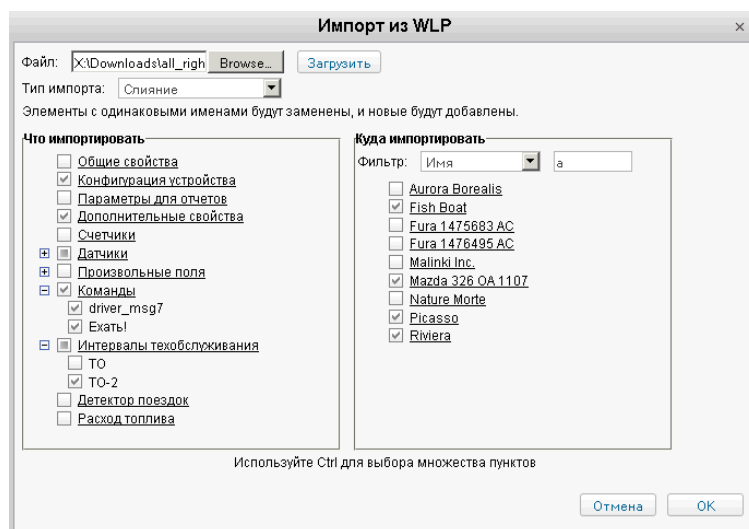 Импорт из WLP
Файл: X:\Downloads\all_righ Browse... Загрузить
Тип импорта: Слияние
Элементы с одинаковыми именами будут заменены, и новые будут добавлены.
Что импортировать
Общие свойства
Конфигурация устройства
Параметры для отчетов
Дополнительные свойства
Счетчики
Датчики
Произвольные поля
Команды
driver_msg7
Ехать!
Интервалы техобслуживания
ТО
ТО-2
Детектор поездок
Расход топлива
Куда импортировать
Фильтр: Имя а
Aurora Borealis
Fish Boat
Fura 1475683 AC
Fura 1476495 AC
Malinki Inc.
Mazda 326 OA 1107
Nature Morte
Picasso
Riviera
Используйте Ctrl для выбора множества пунктов
Отмена OK